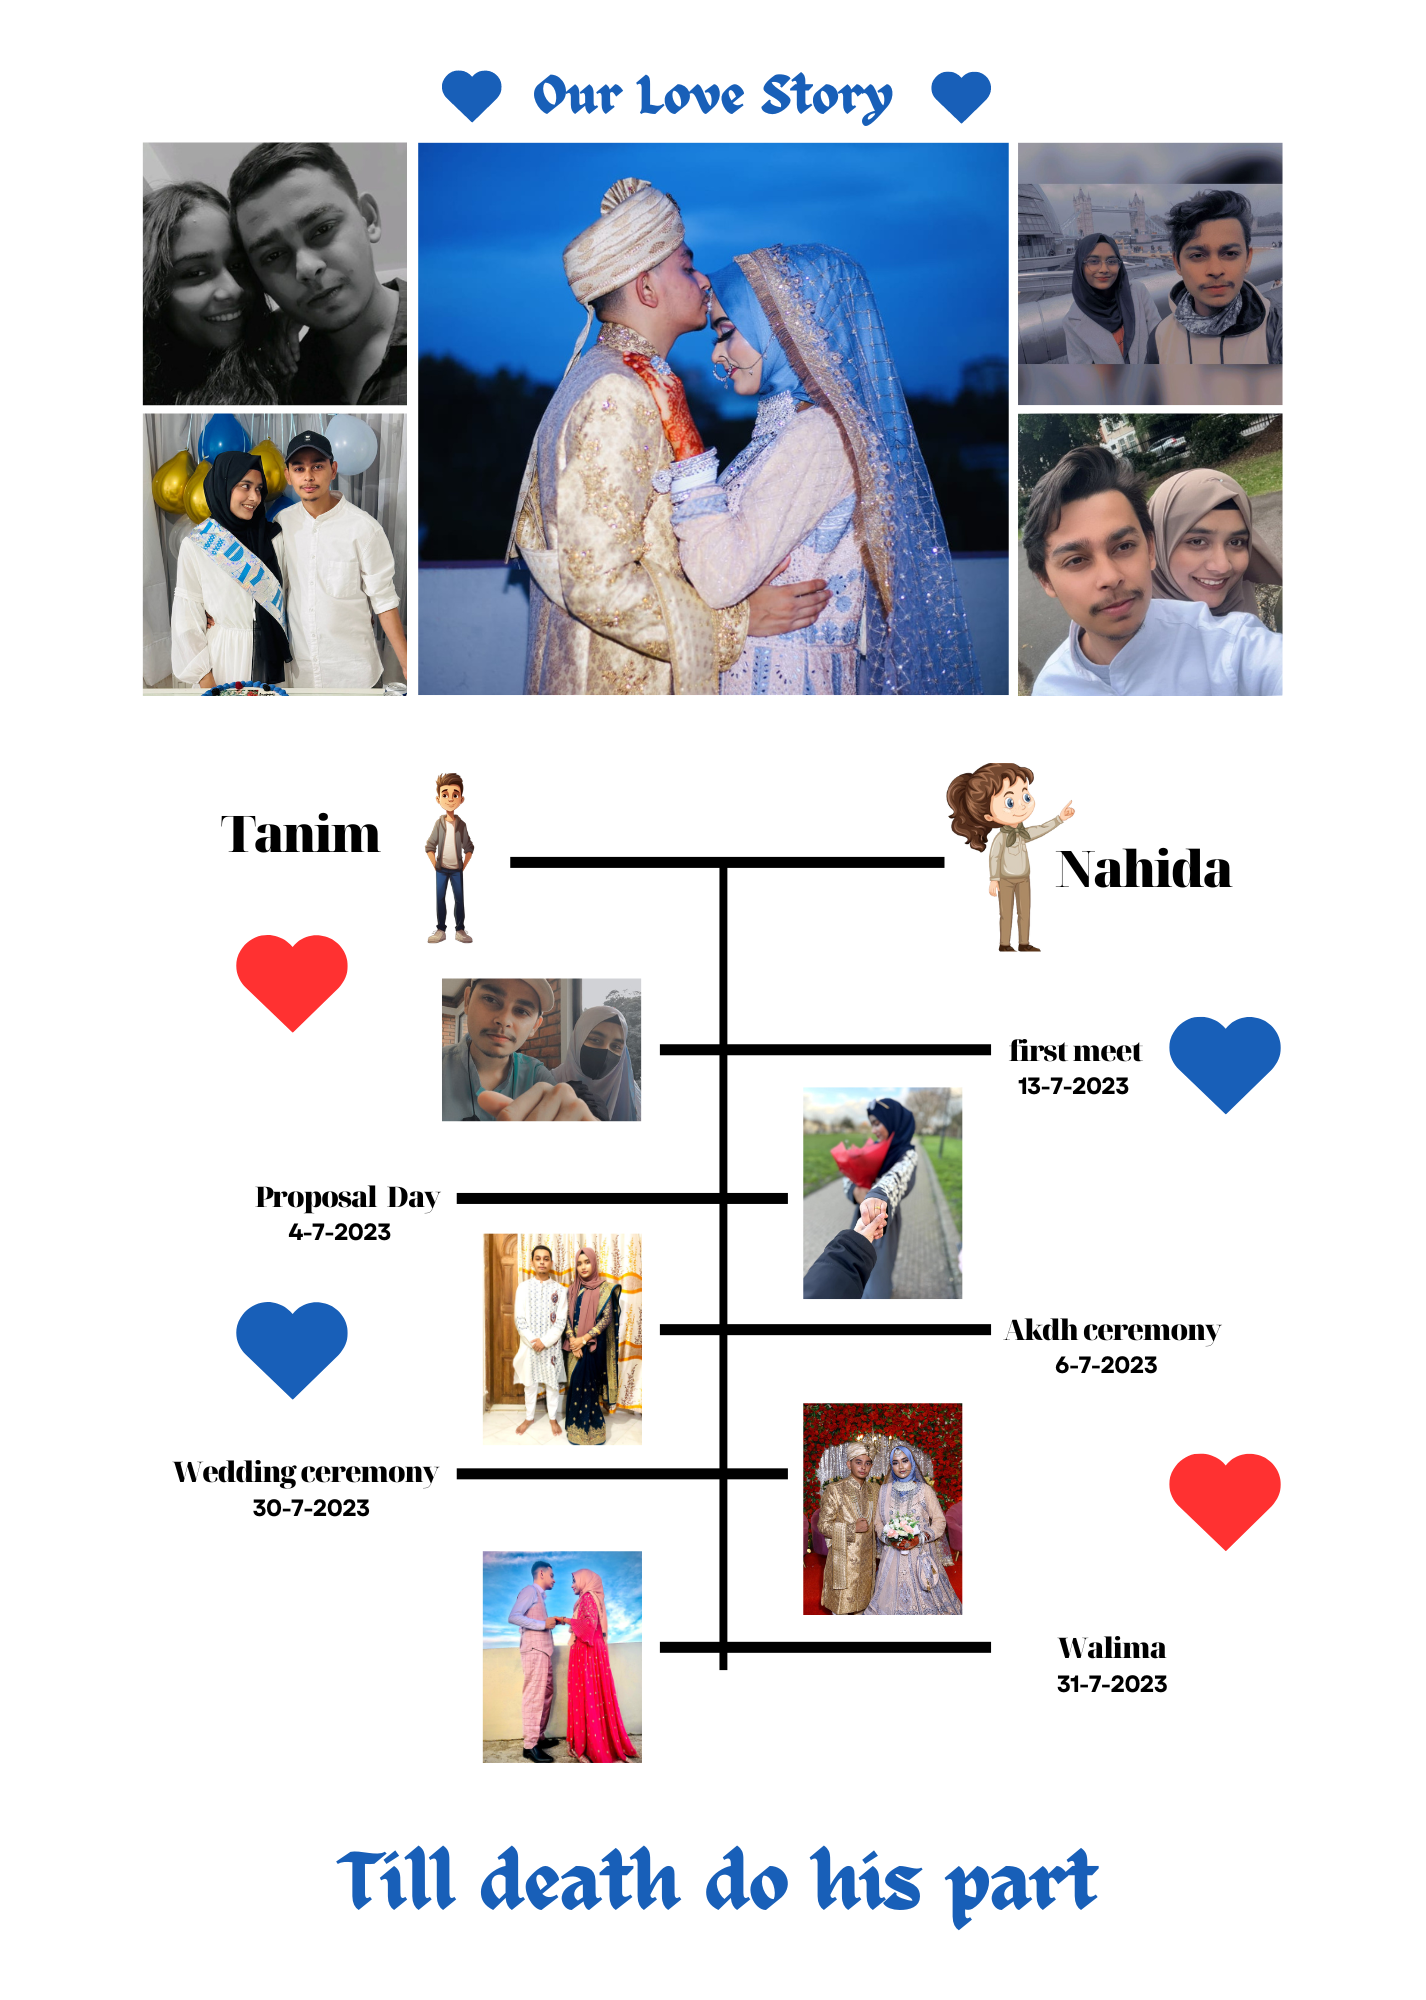 Our Love Story
Tanim
Nahida
first meet
13-7-2023
Proposal Day
4-7-2023
Akdh ceremony
6-7-2023
Wedding ceremony
30-7-2023
Walima
31-7-2023
Till death do his part